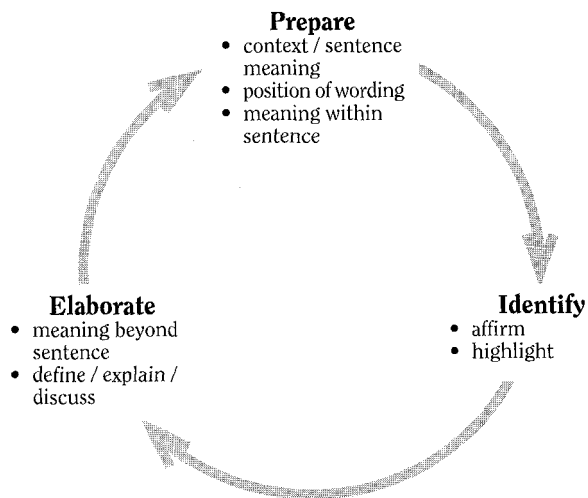 Prepare
• context / sentence
meaning
• position of wording
• meaning within
sentence
Identify
• affirm
• highlight
Elaborate
• meaning beyond
sentence
• define / explain /
discuss